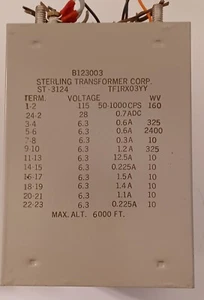 B123003
STERLING TRANSFORMER CORP.
ST-3124 TF1RX03YY
TERM. VOLTAGE WV
1-2 115 50-1000 CPS 160
24-2 28 0.7ADC
3-4 6.3 0.6A 325
5-6 6.3 0.6A 2400
7-8 6.3 0.3A 10
9-10 6.3 1.2A 325
11-13 6.3 12.5A 10
14-15 6.3 0.225A 10
16-17 6.3 1.5A 10
18-19 6.3 1.4A 10
20-21 6.3 1.1A 10
22-23 6.3 0.225A 10
MAX. ALT. 6000 FT.